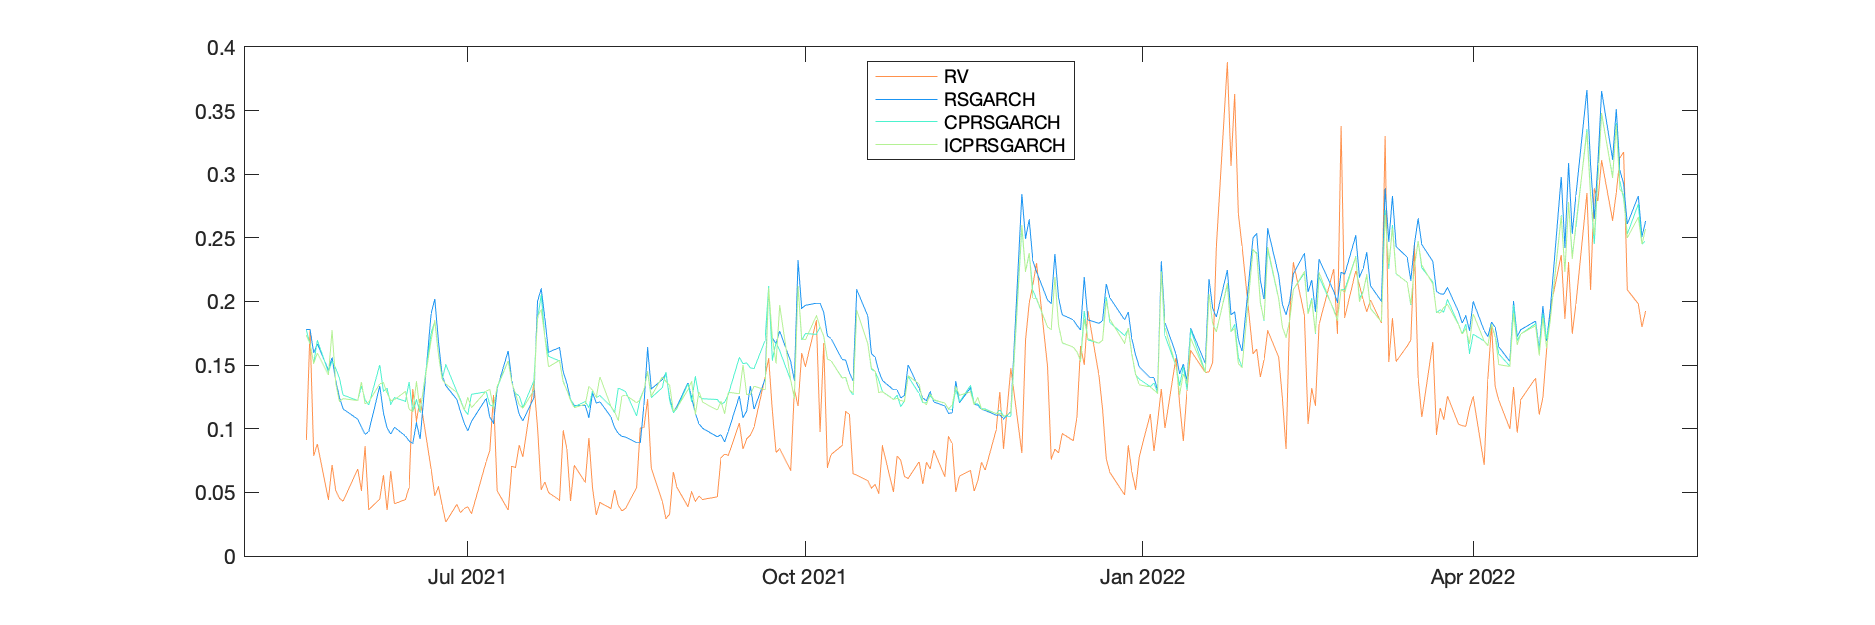 0.4
0.35
0.3
0.25
0.2
0.15
0.1
0.05
0
RV
RSGARCH
CPRSGARCH
ICPRSGARCH
Jul 2021
Oct 2021
Jan 2022
Apr 2022